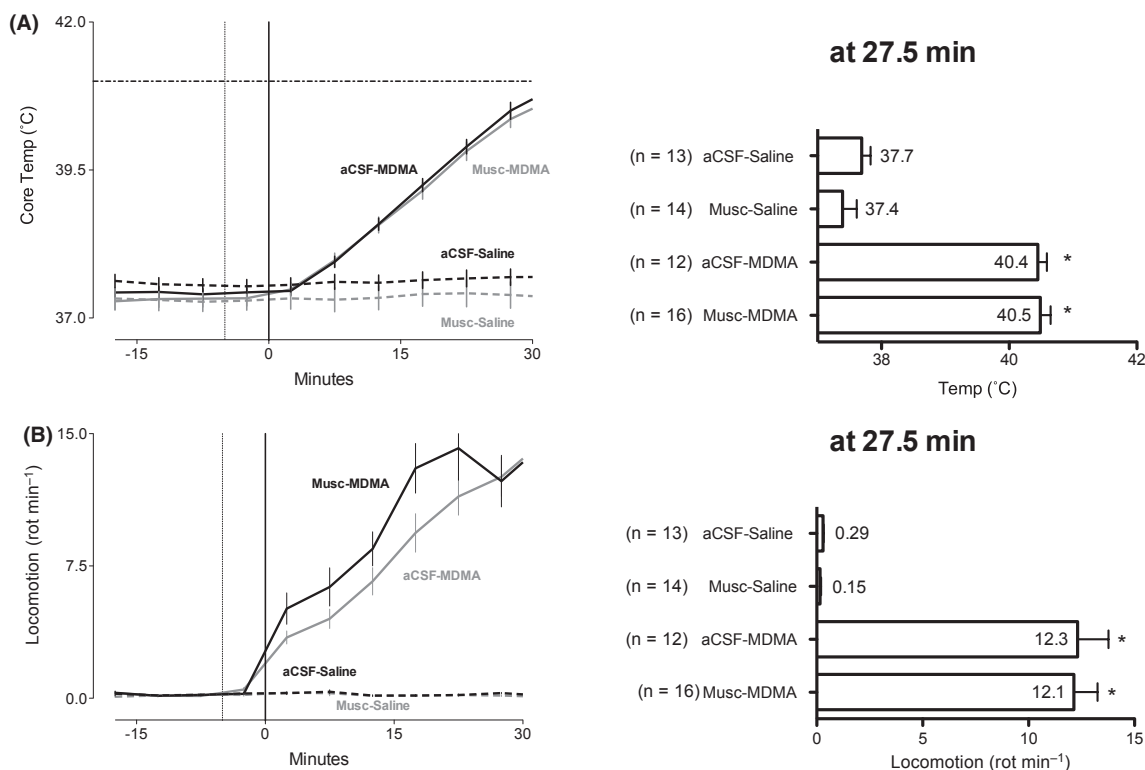 (A)
42.0
39.5
37.0
Core Temp (˚C)
aCSF-MDMA
Musc-MDMA
aCSF-Saline
Musc-Saline
-15
0
15
30
Minutes
at 27.5 min
(n = 13) aCSF-Saline 37.7
(n = 14) Musc-Saline 37.4
(n = 12) aCSF-MDMA 40.4 *
(n = 16) Musc-MDMA 40.5 *
38
40
42
Temp (˚C)
(B)
15.0
7.5
0.0
Locomotion (rot min⁻¹)
Musc-MDMA
aCSF-MDMA
aCSF-Saline
Musc-Saline
-15
0
15
30
Minutes
at 27.5 min
(n = 13) aCSF-Saline 0.29
(n = 14) Musc-Saline 0.15
(n = 12) aCSF-MDMA 12.3 *
(n = 16) Musc-MDMA 12.1 *
0
5
10
15
Locomotion (rot min⁻¹)